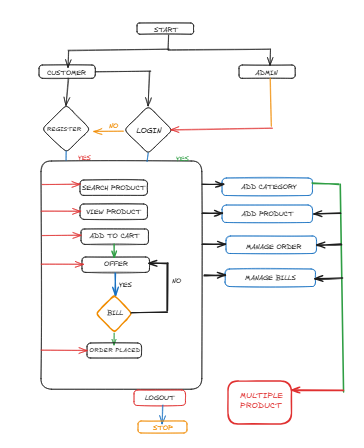 START
CUSTOMER
ADMIN
REGISTER
NO
LOGIN
YES
YES
SEARCH PRODUCT
ADD CATEGORY
VIEW PRODUCT
ADD PRODUCT
ADD TO CART
MANAGE ORDER
OFFER
NO
YES
MANAGE BILLS
BILL
ORDER PLACED
LOGOUT
MULTIPLE
PRODUCT
STOP